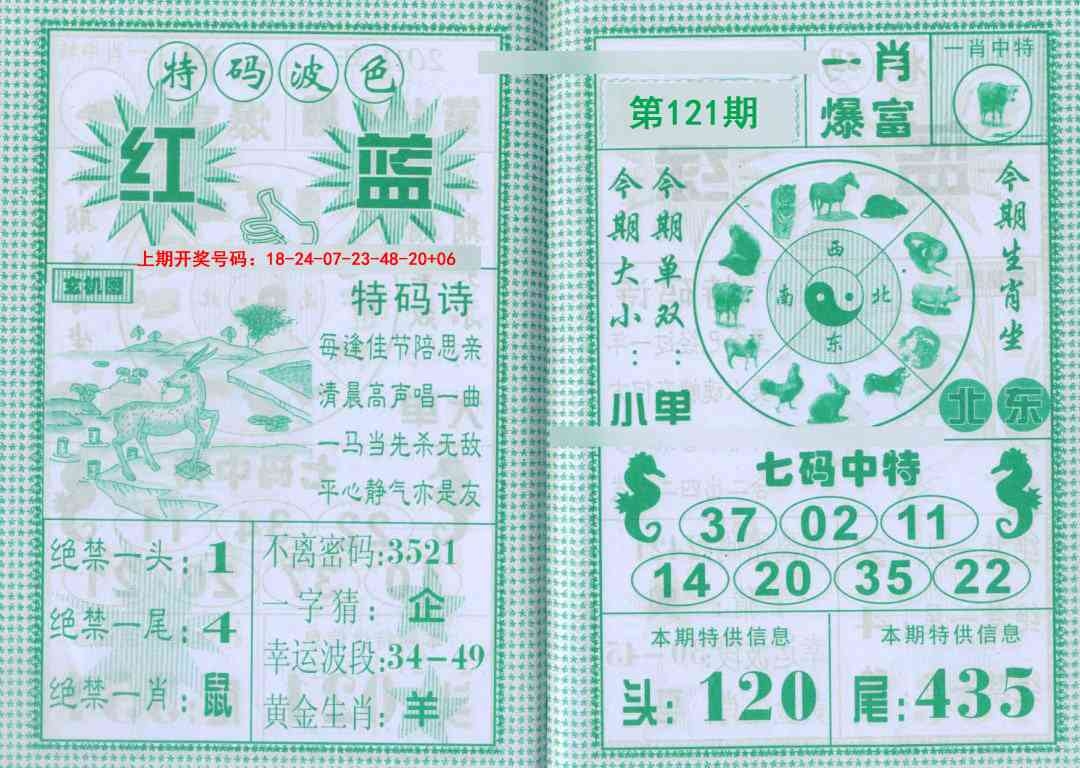 特码波色
红 蓝
上期开奖号码：18-24-07-23-48-20+06
玄机图
特码诗
每逢佳节陪思亲
清晨高声唱一曲
一马当先杀无敌
平心静气亦是友
绝禁一头：1
绝禁一尾：4
绝禁一肖：鼠
不离密码:3521
一字猜：企
幸运波段:34-49
黄金生肖：羊
第121期
一肖
爆富
一肖中特
今期大小：小
今期单双：单
西
南
北
东
今期生肖坐
北东
七码中特
37 02 11
14 20 35 22
本期特供信息
头:120
本期特供信息
尾:435